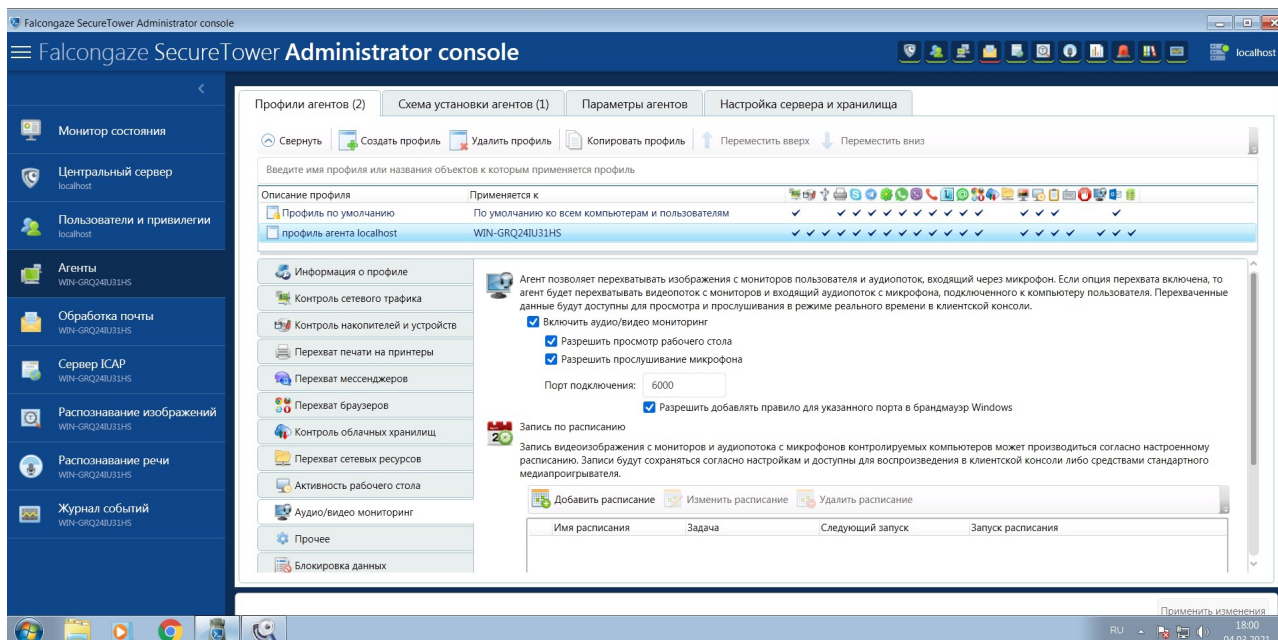 Falcongaze SecureTower Administrator console
Falcongaze SecureTower Administrator console
localhost
Монитор состояния
Центральный сервер
localhost
Пользователи и привилегии
localhost
Агенты
WIN-GRQ24IU31HS
Обработка почты
WIN-GRQ24IU31HS
Сервер ICAP
WIN-GRQ24IU31HS
Распознавание изображений
WIN-GRQ24IU31HS
Распознавание речи
WIN-GRQ24IU31HS
Журнал событий
WIN-GRQ24IU31HS
Профили агентов (2) Схема установки агентов (1) Параметры агентов Настройка сервера и хранилища
Свернуть Создать профиль Удалить профиль Копировать профиль Переместить вверх Переместить вниз
Введите имя профиля или названия объектов к которым применяется профиль
Описание профиля Применяется к
Профиль по умолчанию По умолчанию ко всем компьютерам и пользователям
профиль агента localhost WIN-GRQ24IU31HS
Информация о профиле
Контроль сетевого трафика
Контроль накопителей и устройств
Перехват печати на принтеры
Перехват мессенджеров
Перехват браузеров
Контроль облачных хранилищ
Перехват сетевых ресурсов
Активность рабочего стола
Аудио/видео мониторинг
Прочее
Блокировка данных
Агент позволяет перехватывать изображения с мониторов пользователя и аудиопоток, входящий через микрофон. Если опция перехвата включена, то
агент будет перехватывать видеопоток с мониторов и входящий аудиопоток с микрофона, подключенного к компьютеру пользователя. Перехваченные
данные будут доступны для просмотра и прослушивания в режиме реального времени в клиентской консоли.
Включить аудио/видео мониторинг
Разрешить просмотр рабочего стола
Разрешить прослушивание микрофона
Порт подключения: 6000
Разрешить добавлять правило для указанного порта в брандмауэр Windows
Запись по расписанию
Запись видеоизображения с мониторов и аудиопотока с микрофонов контролируемых компьютеров может производиться согласно настроенному
расписанию. Записи будут сохраняться согласно настройкам и доступны для воспроизведения в клиентской консоли либо средствами стандартного
медиапроигрывателя.
Добавить расписание Изменить расписание Удалить расписание
Имя расписания Задача Следующий запуск Запуск расписания
Применить изменения
RU 18:00
04.03.2021